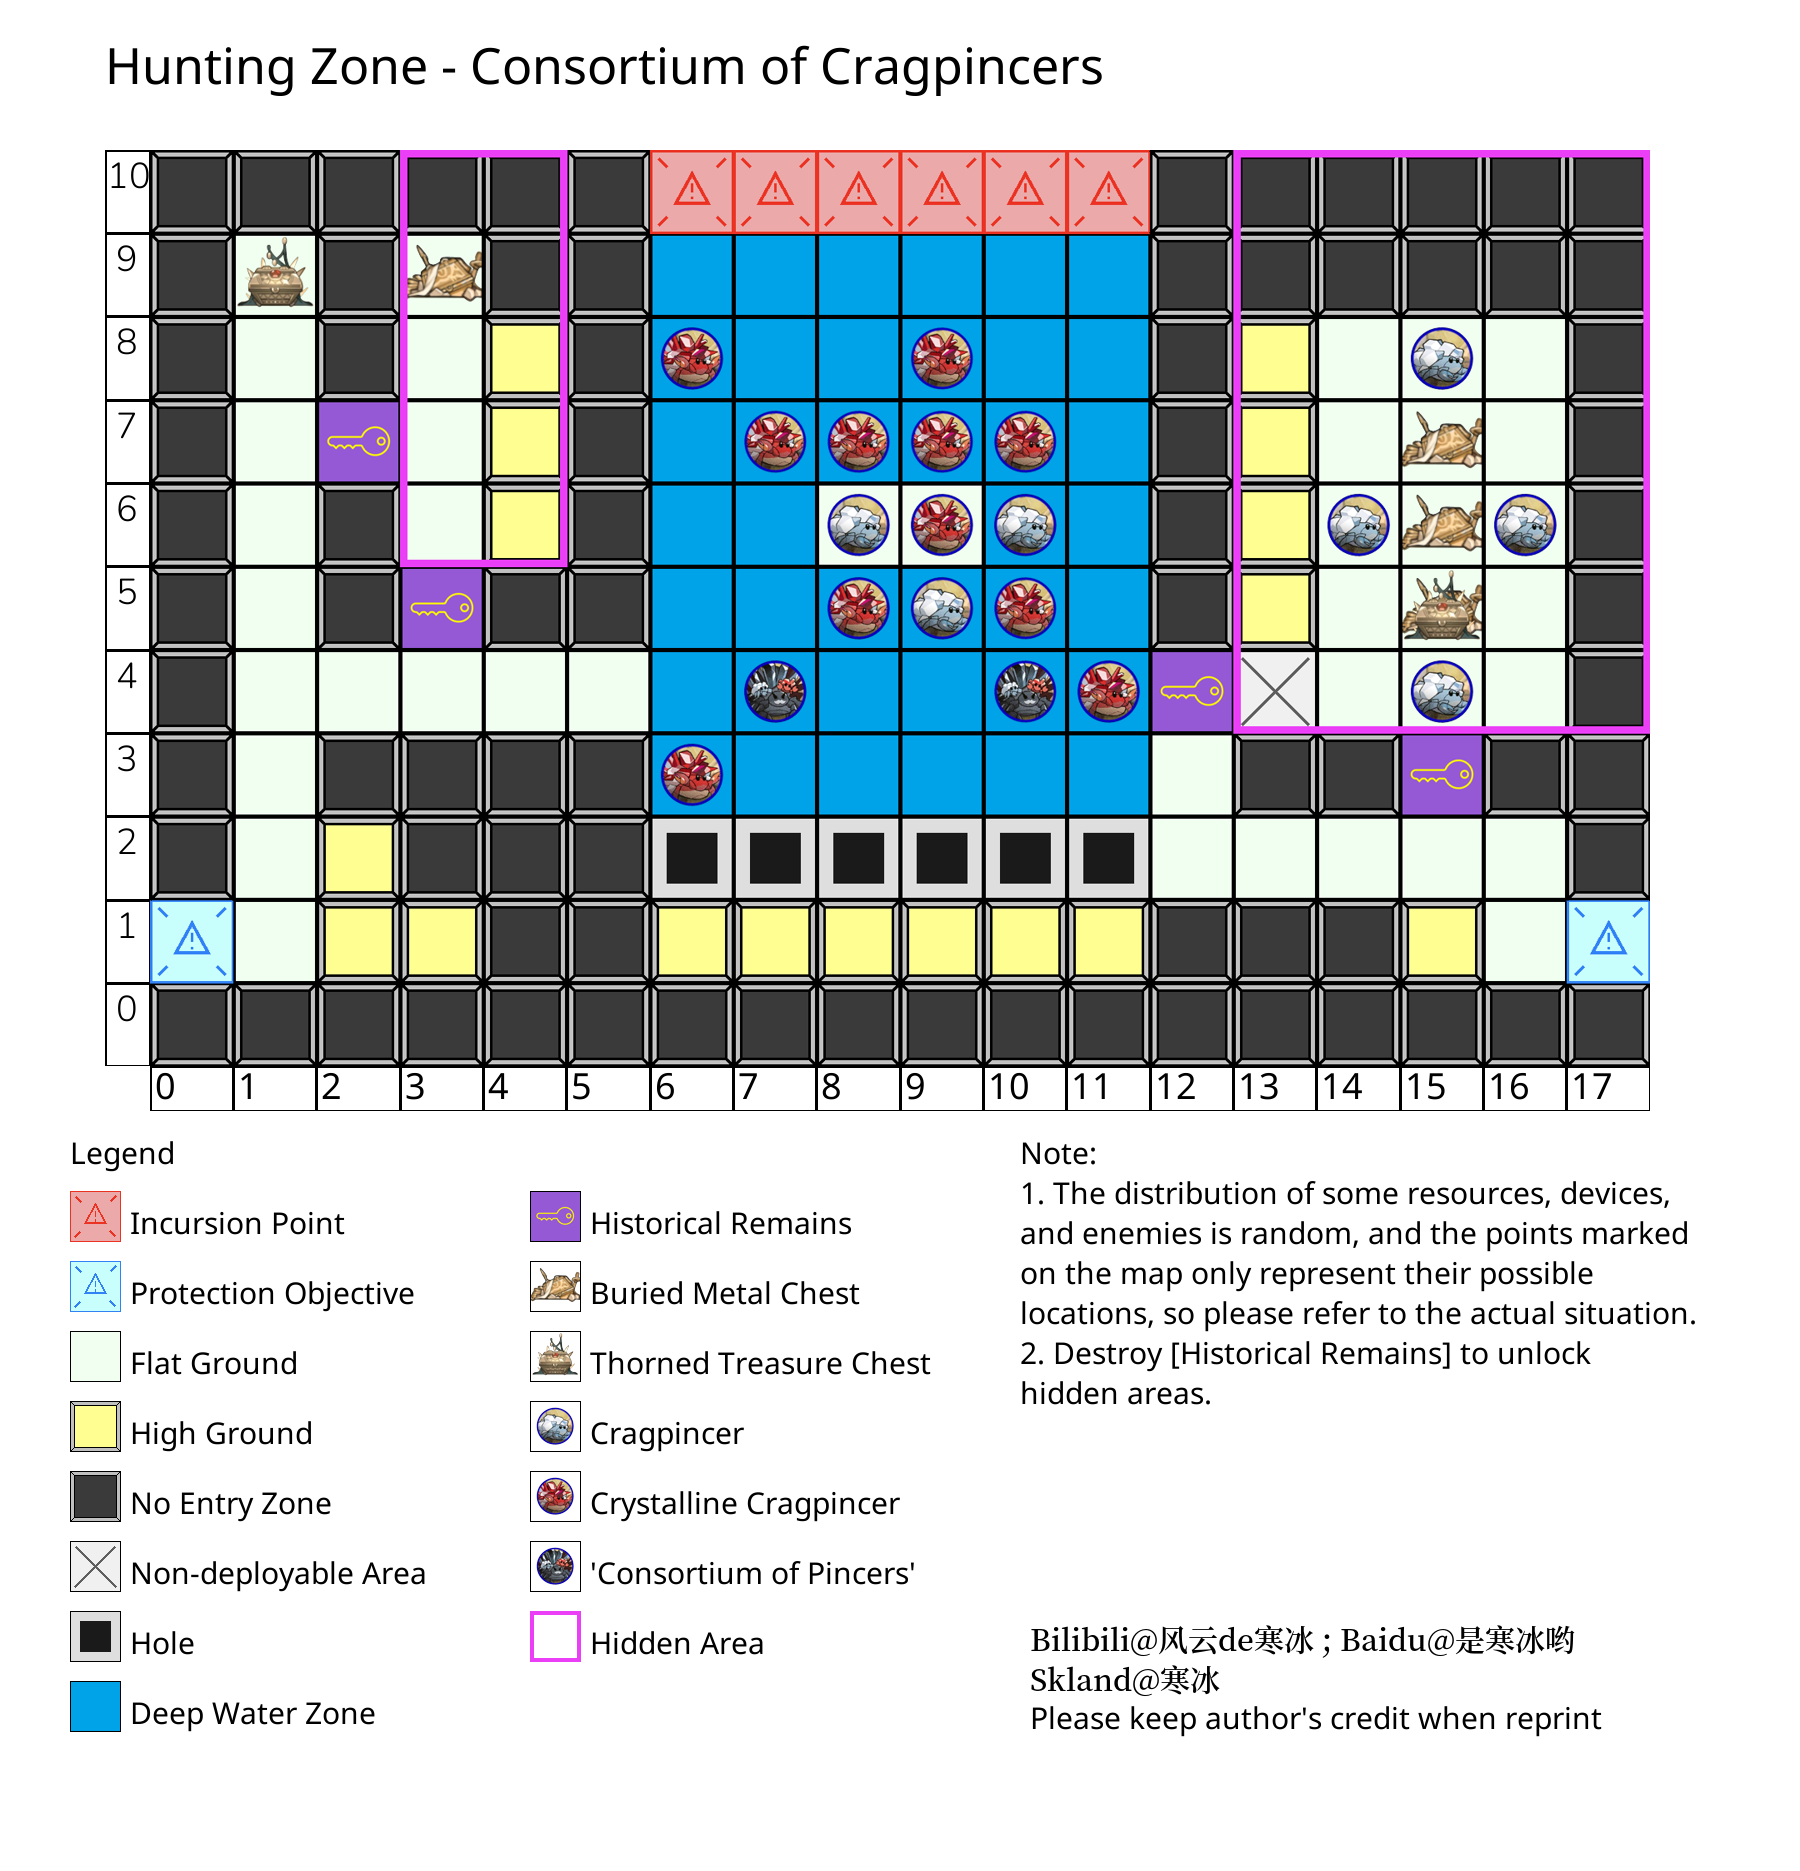 Hunting Zone - Consortium of Cragpincers
10
9
8
7
6
5
4
3
2
1
0
0 1 2 3 4 5 6 7 8 9 10 11 12 13 14 15 16 17
Legend
Incursion Point
Protection Objective
Flat Ground
High Ground
No Entry Zone
Non-deployable Area
Hole
Deep Water Zone
Historical Remains
Buried Metal Chest
Thorned Treasure Chest
Cragpincer
Crystalline Cragpincer
'Consortium of Pincers'
Hidden Area
Note:
1. The distribution of some resources, devices,
and enemies is random, and the points marked
on the map only represent their possible
locations, so please refer to the actual situation.
2. Destroy [Historical Remains] to unlock
hidden areas.
Bilibili@风云de寒冰 ; Baidu@是寒冰哟
Skland@寒冰
Please keep author's credit when reprint